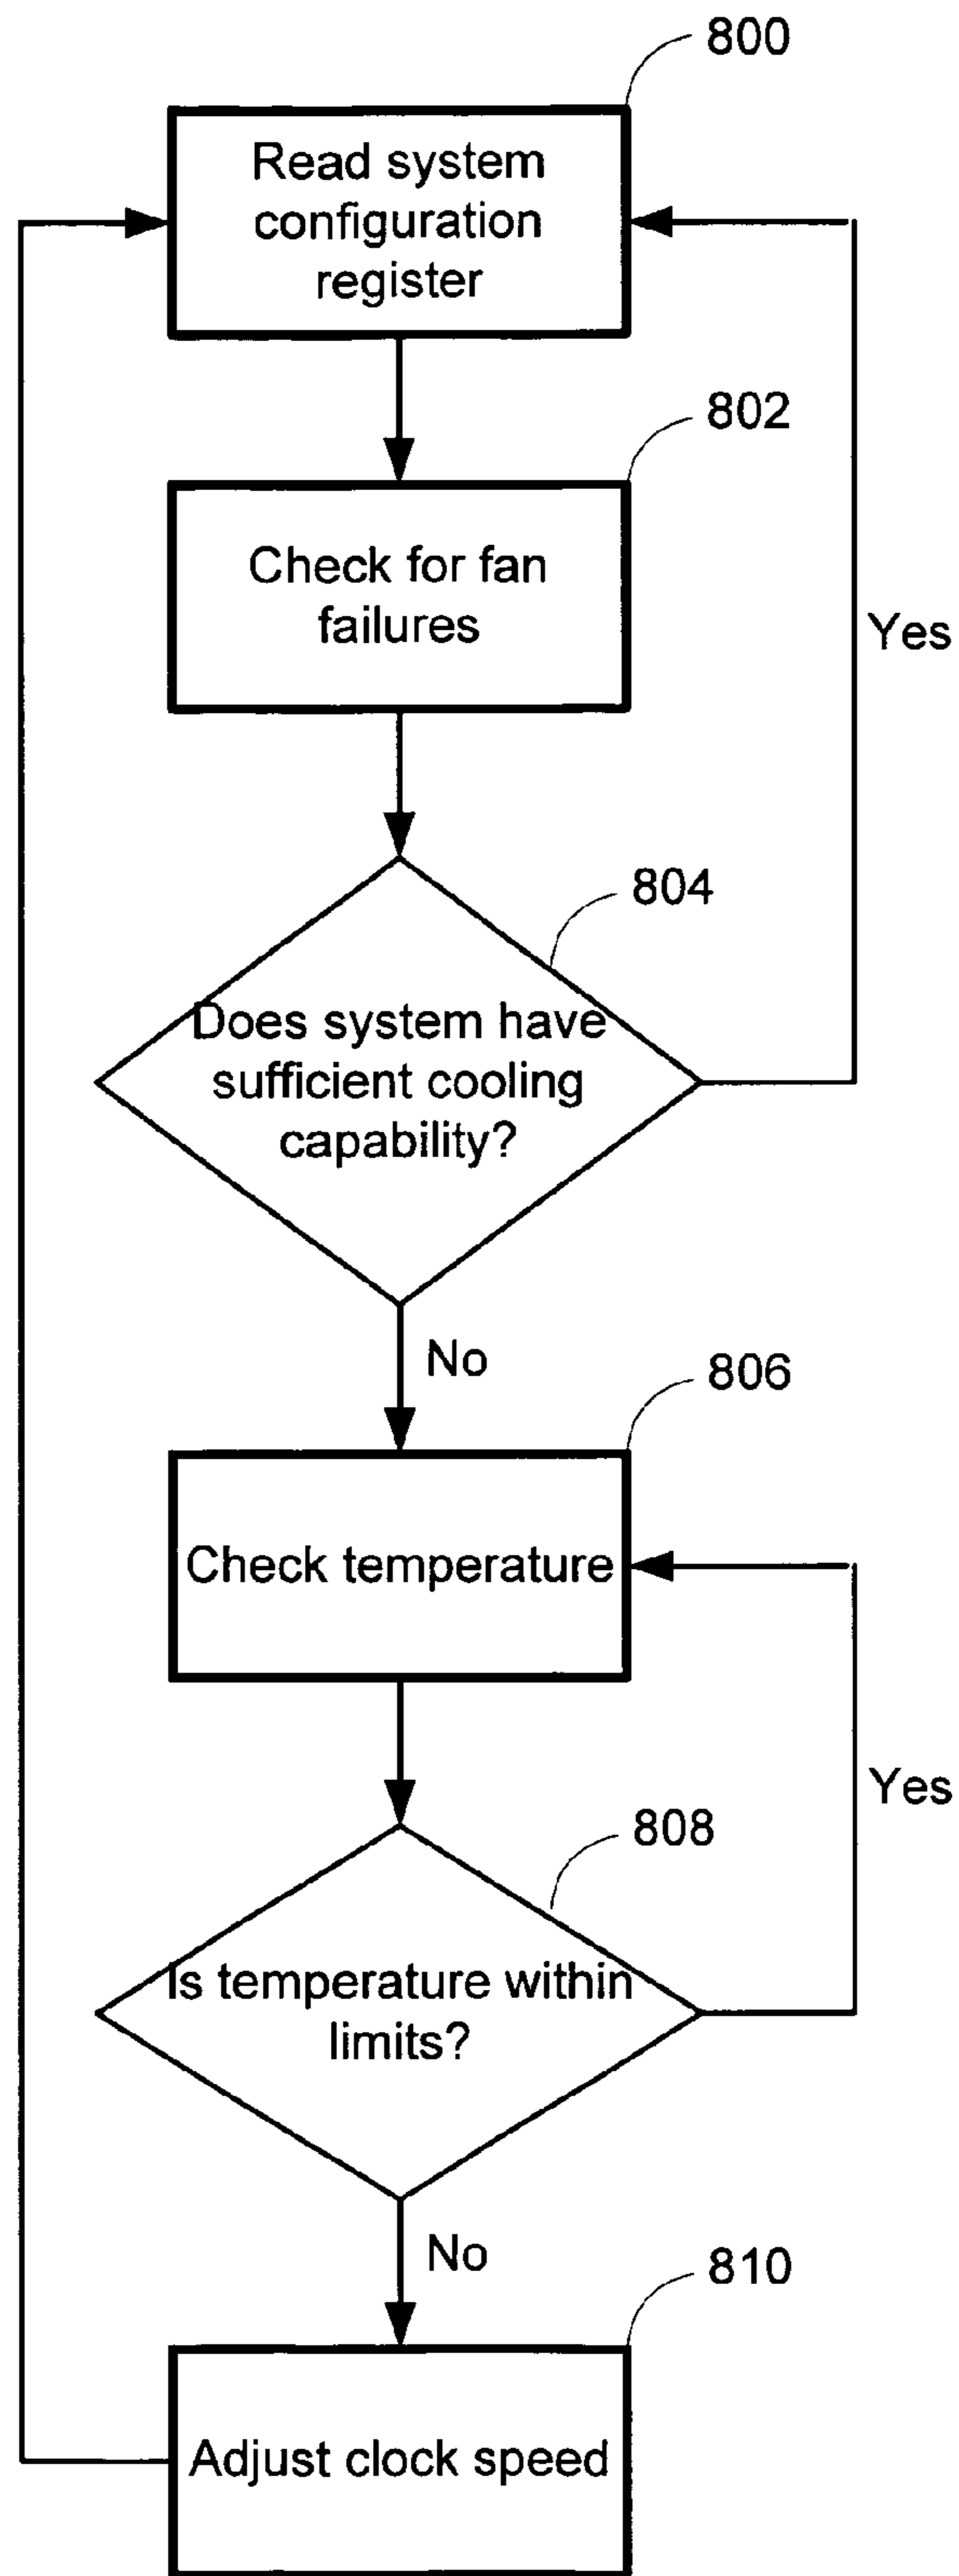 800
Read system
configuration
register
802
Check for fan
failures
Yes
804
Does system have
sufficient cooling
capability?
No
806
Check temperature
Yes
808
Is temperature within
limits?
No
810
Adjust clock speed